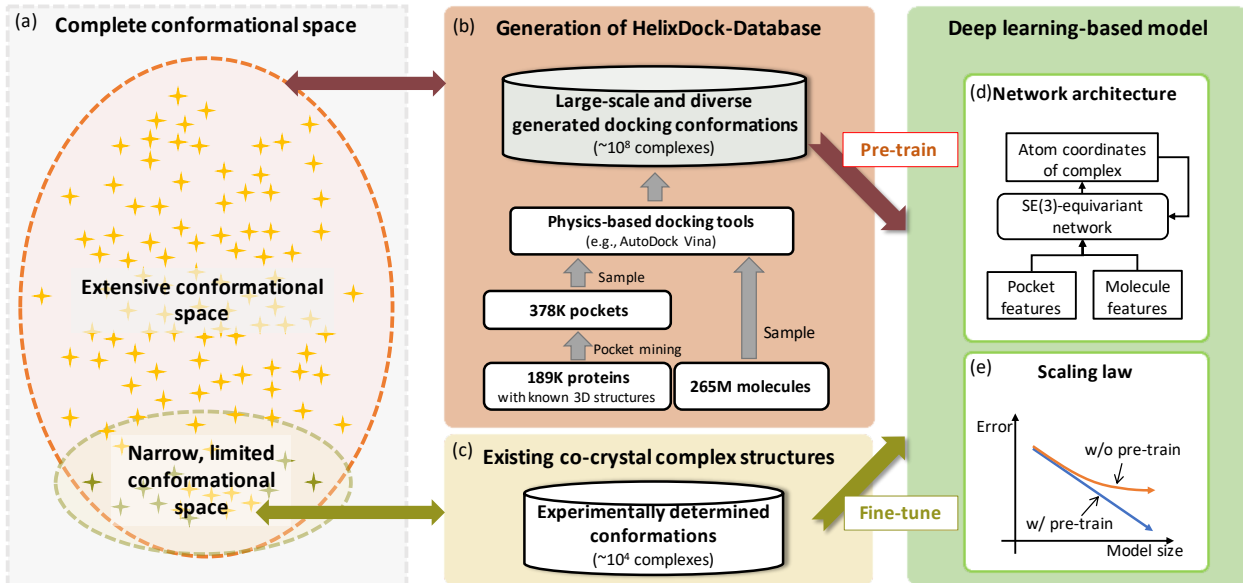 (a)
Complete conformational space
Extensive conformational
space
Narrow, limited
conformational
space
(b)
Generation of HelixDock-Database
Large-scale and diverse
generated docking conformations
(~10⁸ complexes)
Physics-based docking tools
(e.g., AutoDock Vina)
Sample
378K pockets
Pocket mining
189K proteins
with known 3D structures
Sample
265M molecules
(c)
Existing co-crystal complex structures
Experimentally determined
conformations
(~10⁴ complexes)
Pre-train
Fine-tune
Deep learning-based model
(d)
Network architecture
Atom coordinates
of complex
SE(3)-equivariant
network
Pocket
features
Molecule
features
(e)
Scaling law
Error
w/o pre-train
w/ pre-train
Model size